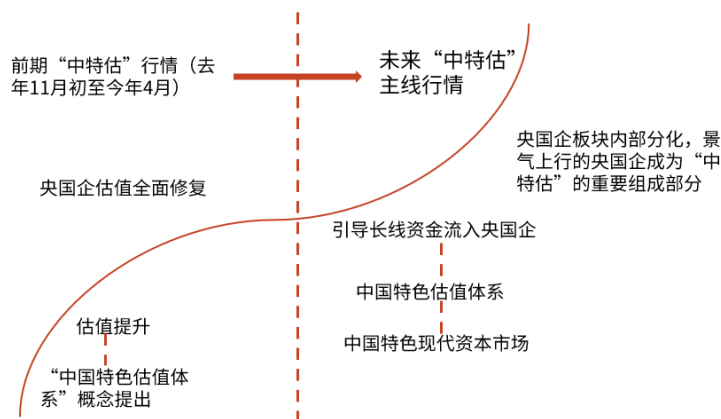 前期“中特估”行情（去
年11月初至今年4月）
未来“中特估”
主线行情
央国企板块内部分化，景
气上行的央国企成为“中
特估”的重要组成部分
央国企估值全面修复
引导长线资金流入央国企
中国特色估值体系
估值提升
中国特色现代资本市场
“中国特色估值体
系”概念提出